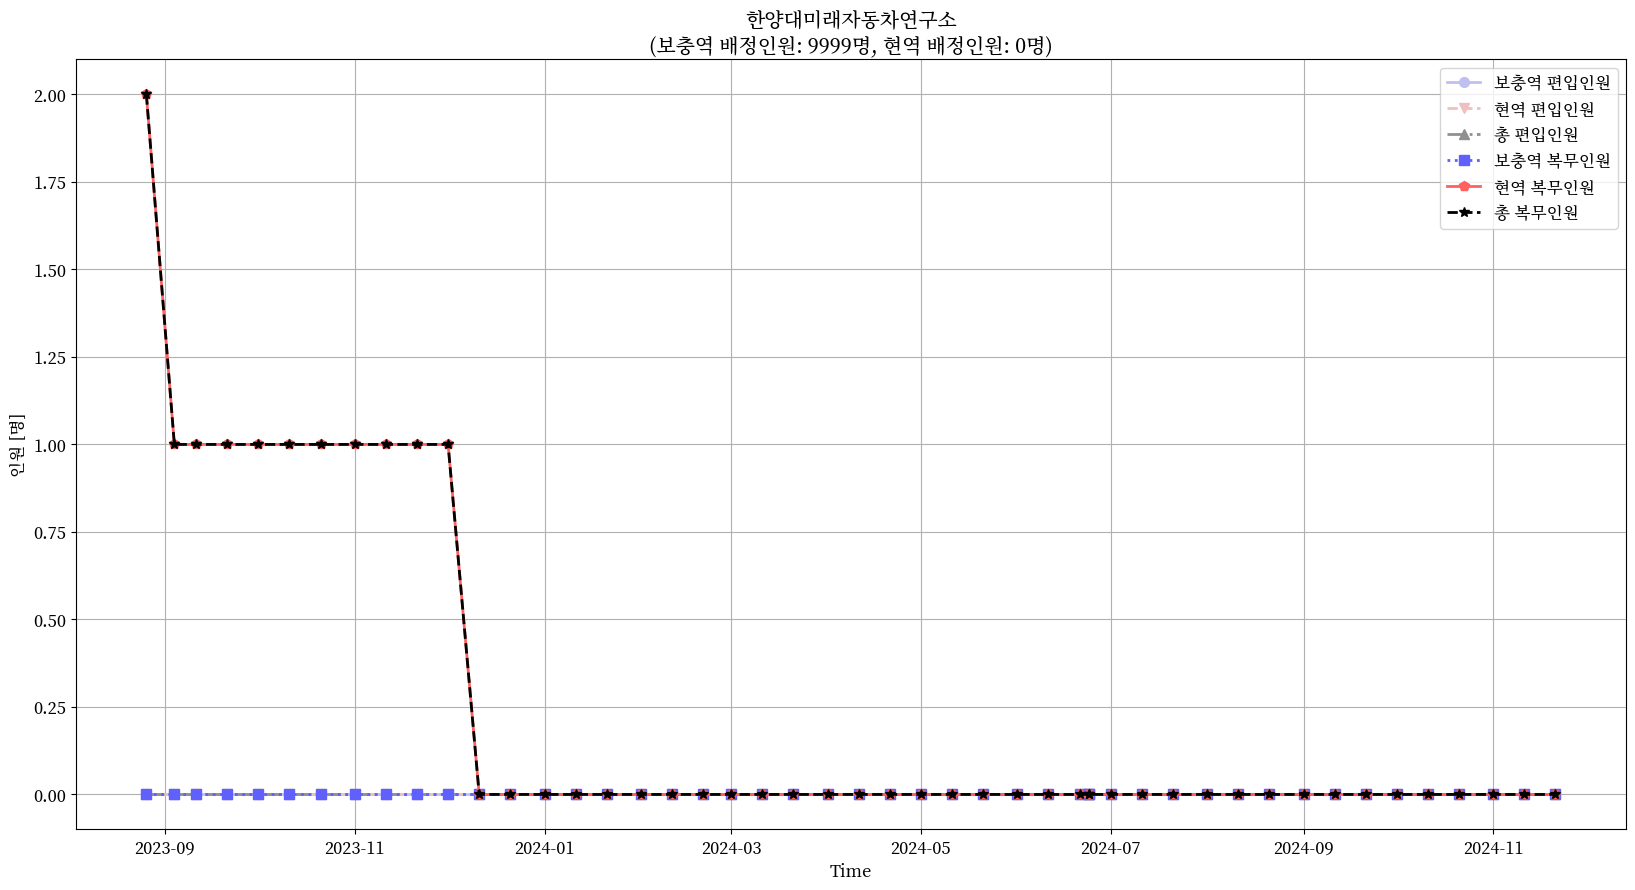 한양대미래자동차연구소
(보충역 배정인원: 9999명, 현역 배정인원: 0명)
보충역 편입인원
현역 편입인원
총 편입인원
보충역 복무인원
현역 복무인원
총 복무인원
인원 [명]
2.00
1.75
1.50
1.25
1.00
0.75
0.50
0.25
0.00
2023-09
2023-11
2024-01
2024-03
2024-05
2024-07
2024-09
2024-11
Time